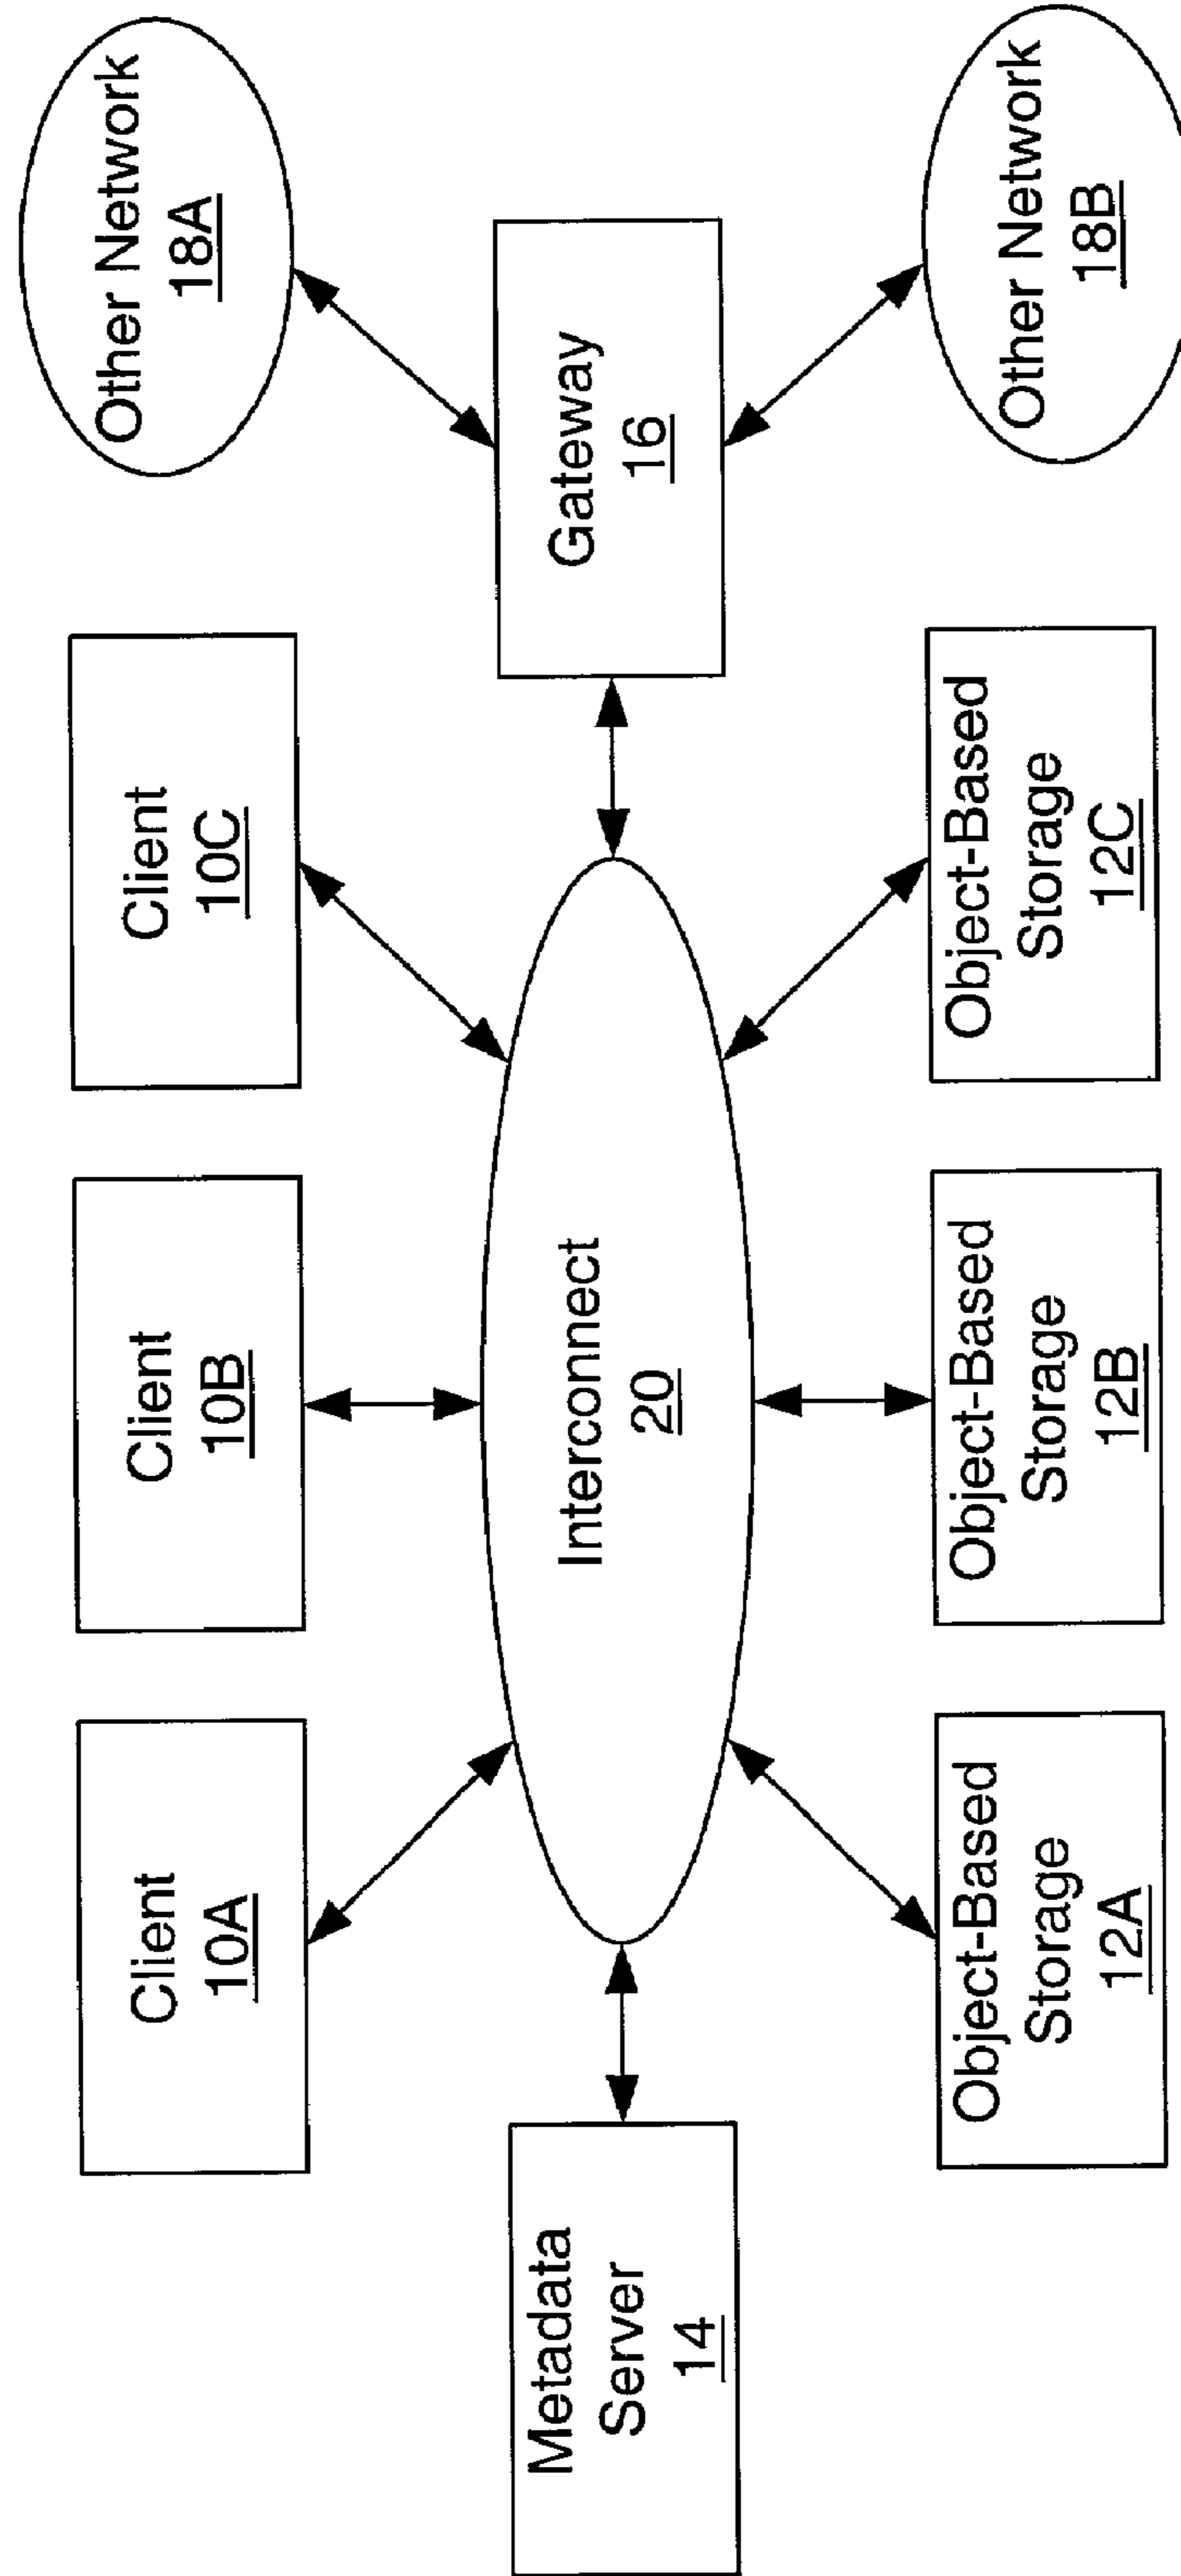 Client
10A
Client
10B
Client
10C
Other Network
18A
Metadata
Server
14
Interconnect
20
Gateway
16
Object-Based
Storage
12A
Object-Based
Storage
12B
Object-Based
Storage
12C
Other Network
18B